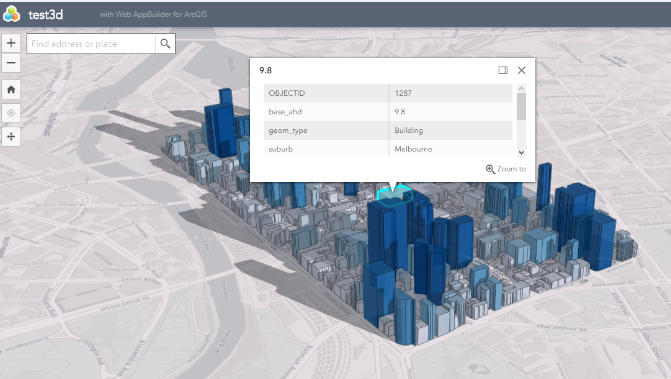 test3d
with Web AppBuilder for ArcGIS
Find address or place
9.8
OBJECTID 1287
base_ahd 9.8
geom_type Building
suburb Melbourne
Zoom to